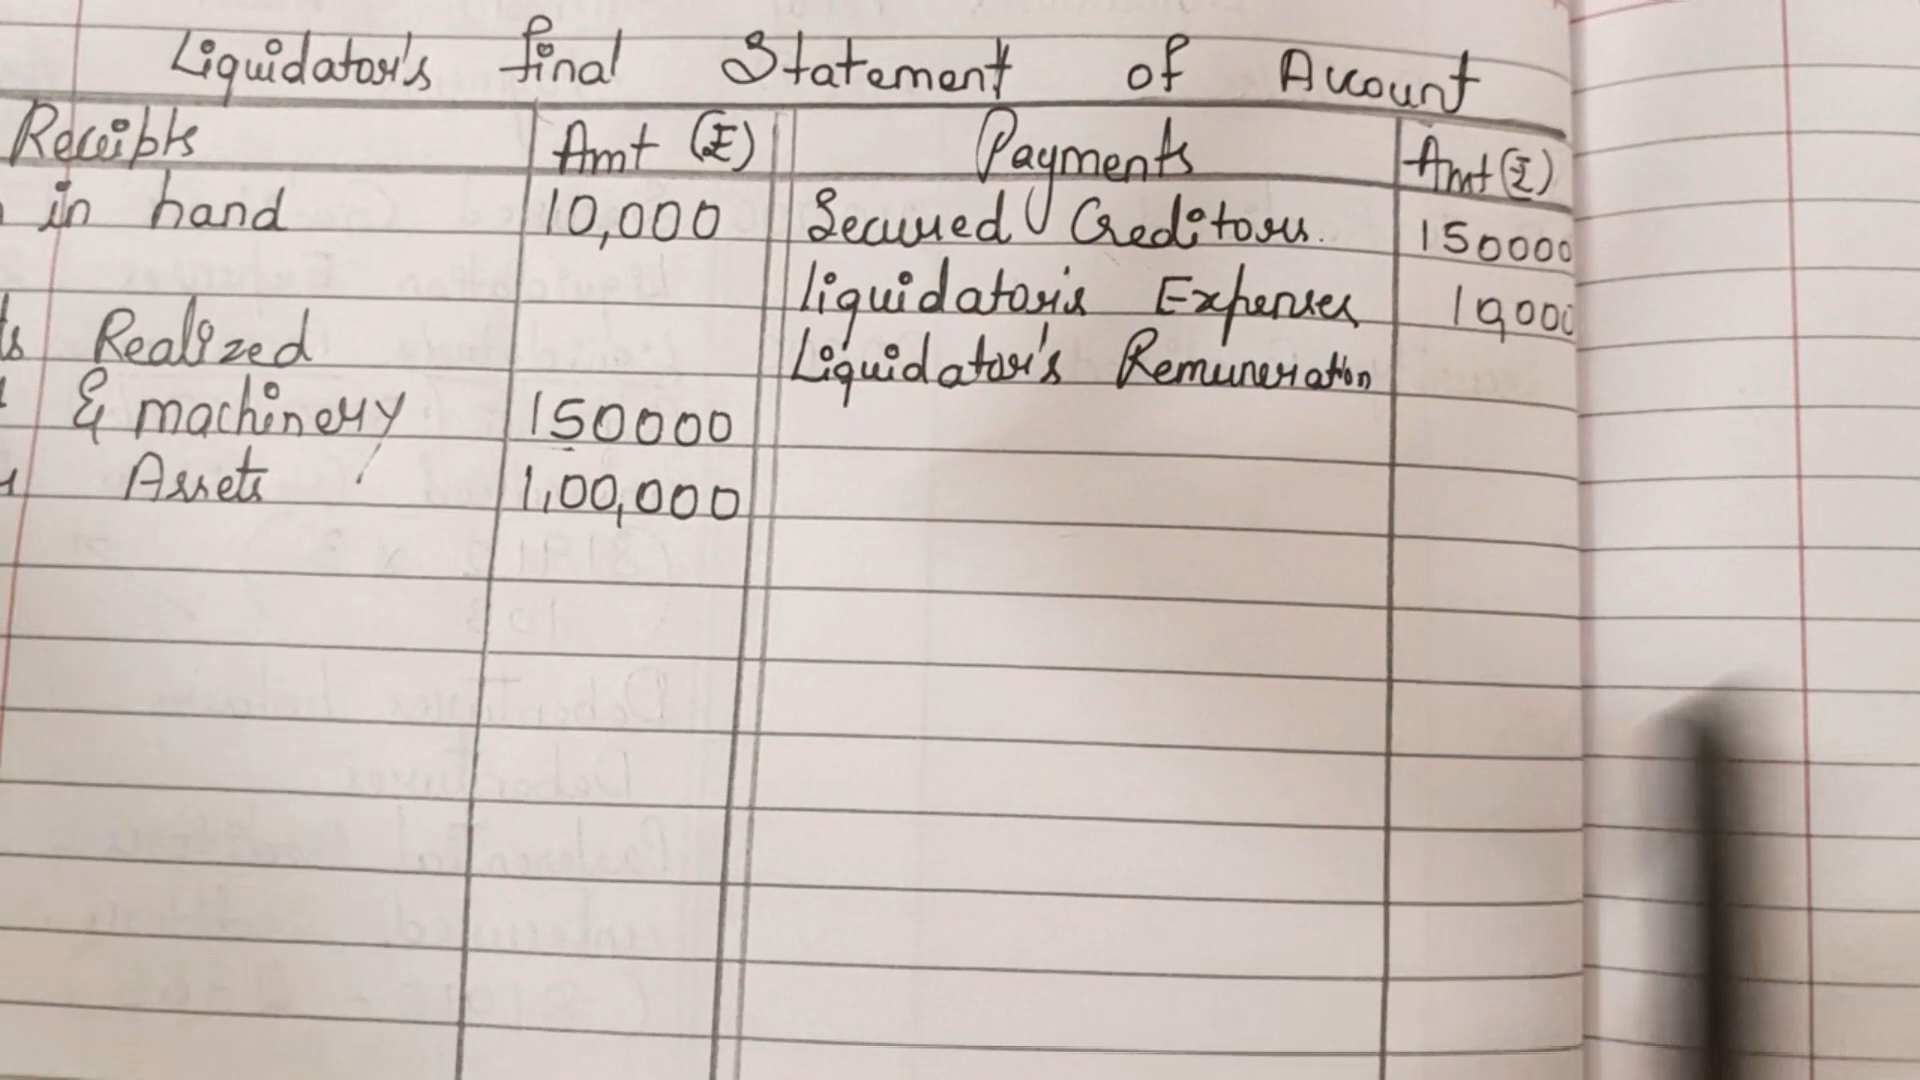 Liquidator's final Statement of Account
Receipts Amt (₹) Payments Amt (₹)
in hand 10,000 Secured Creditors. 150000
liquidator's Expenses
Realized Liquidator's Remuneration
& machinery 150000
Assets 1,00,000